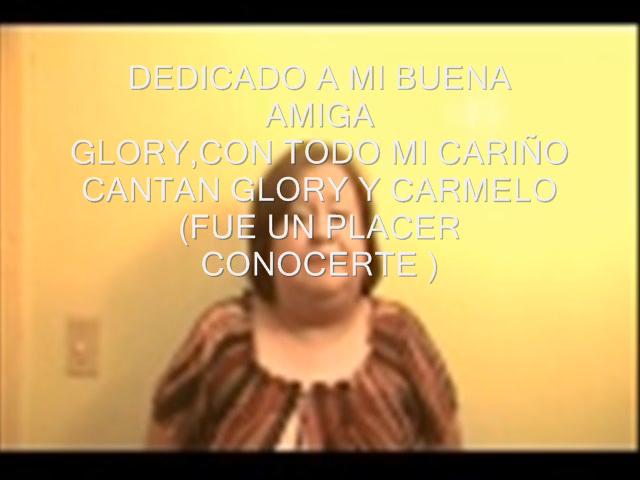 DEDICADO A MI BUENA
AMIGA
GLORY,CON TODO MI CARIÑO
CANTAN GLORY Y CARMELO
(FUE UN PLACER
CONOCERTE )